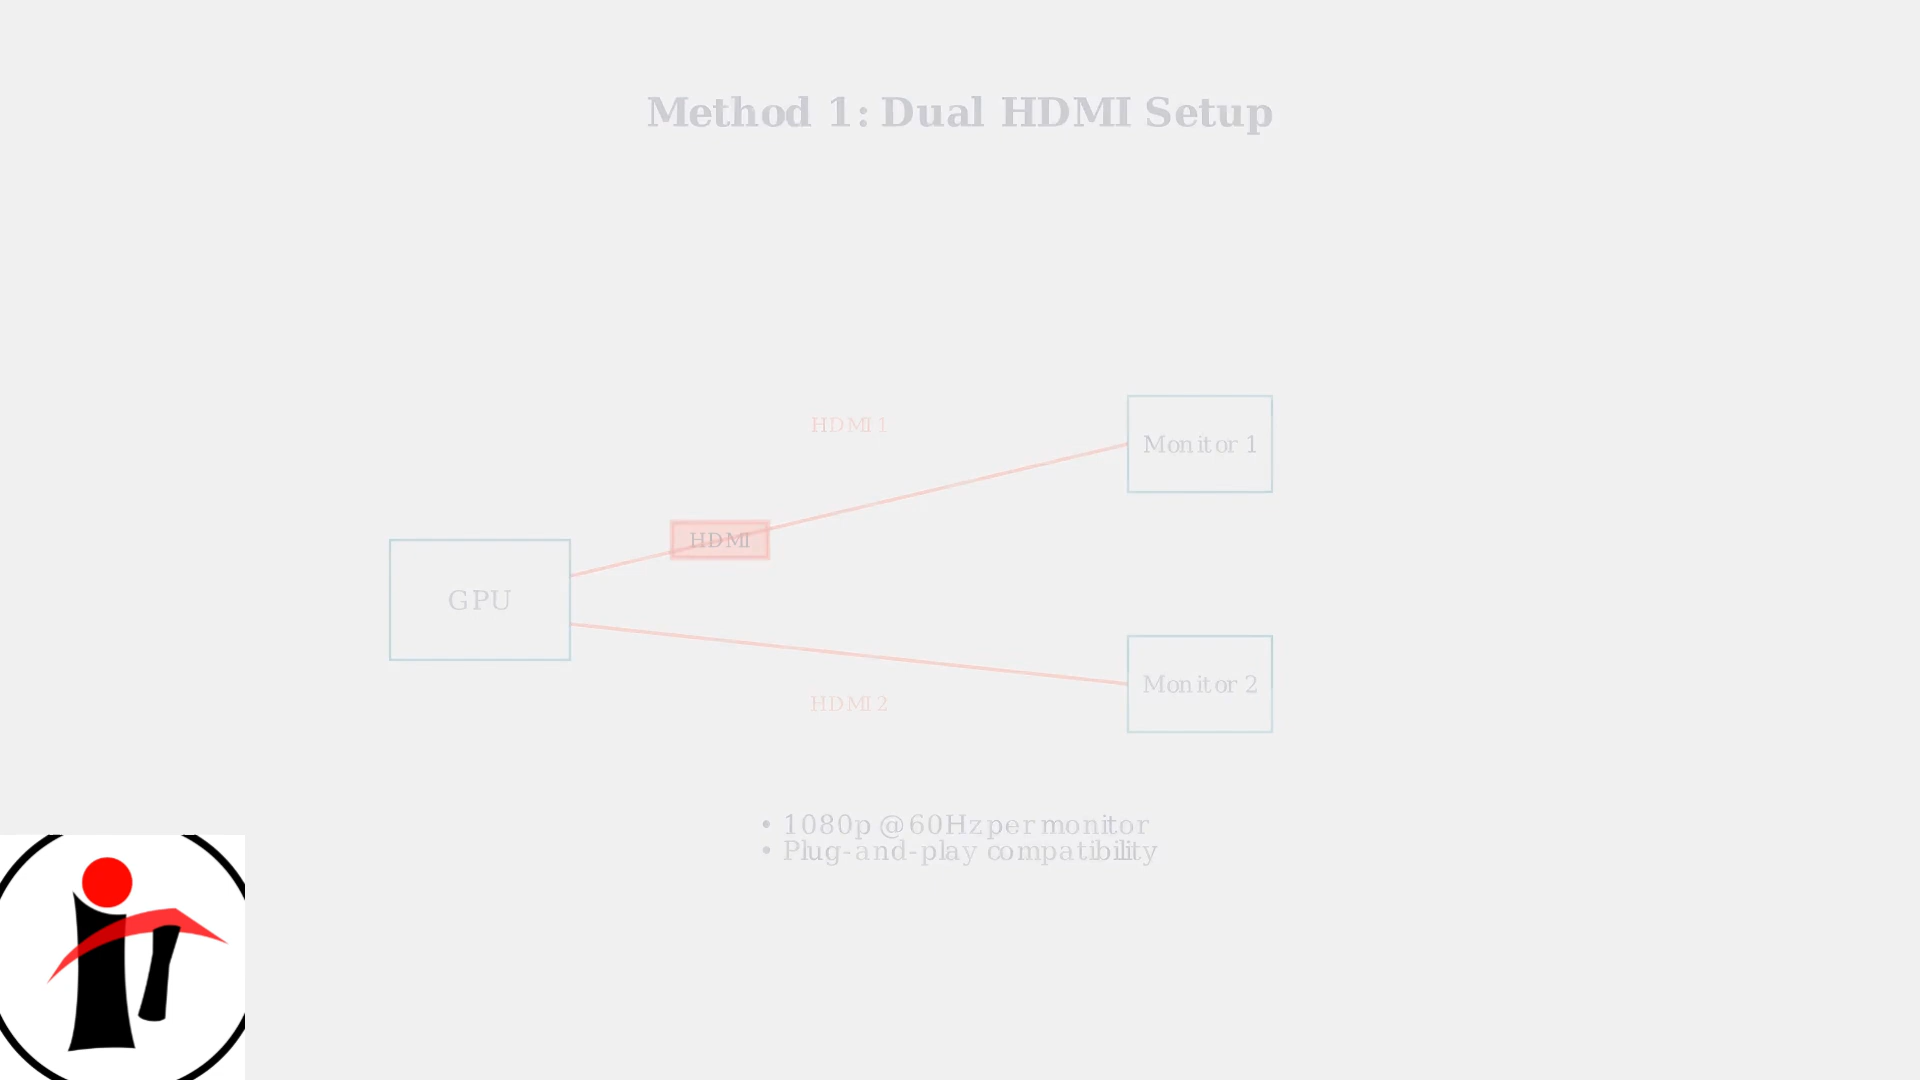 Method 1: Dual HDMI Setup
HDMI 1
Monitor 1
HDMI
GPU
Monitor 2
HDMI 2
• 1080p @ 60Hz per monitor
• Plug-and-play compatibility